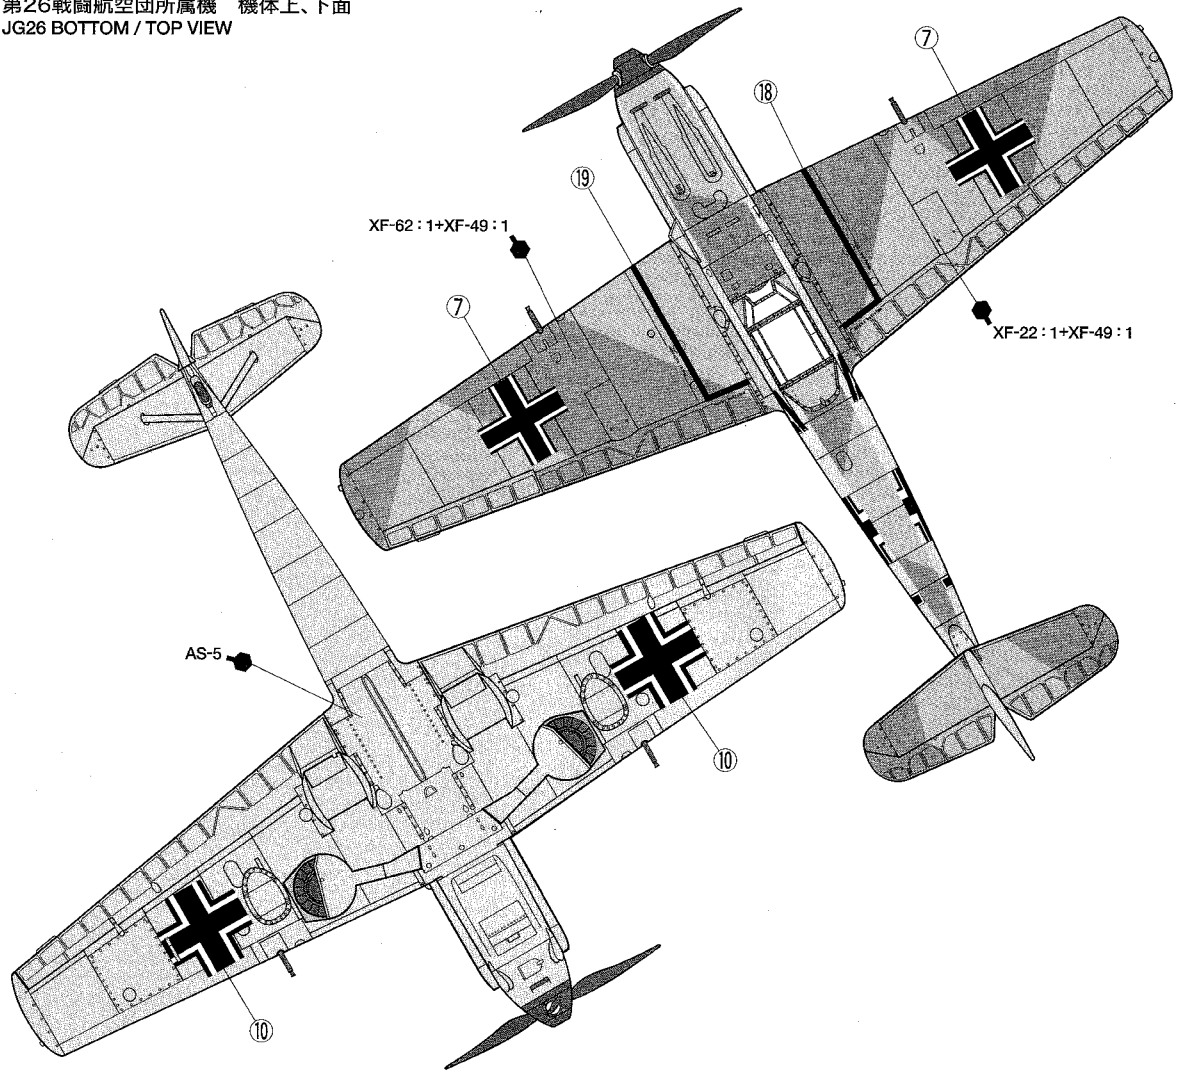 第26戦闘航空団所属機　機体上、下面
JG26 BOTTOM / TOP VIEW
⑦
⑱
⑲
XF-62:1+XF-49:1
⑦
XF-22:1+XF-49:1
AS-5
⑩
⑩